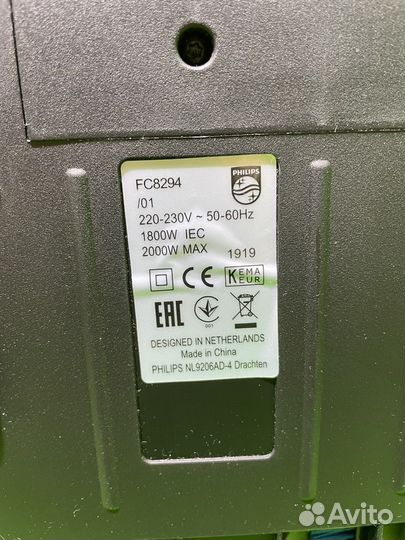 FC8294
PHILIPS
/01
220-230V ~ 50-60Hz
1800W IEC
2000W MAX 1919
CE KEMA EUR
EAC 001
DESIGNED IN NETHERLANDS
Made in China
PHILIPS NL9206AD-4 Drachten
Avito